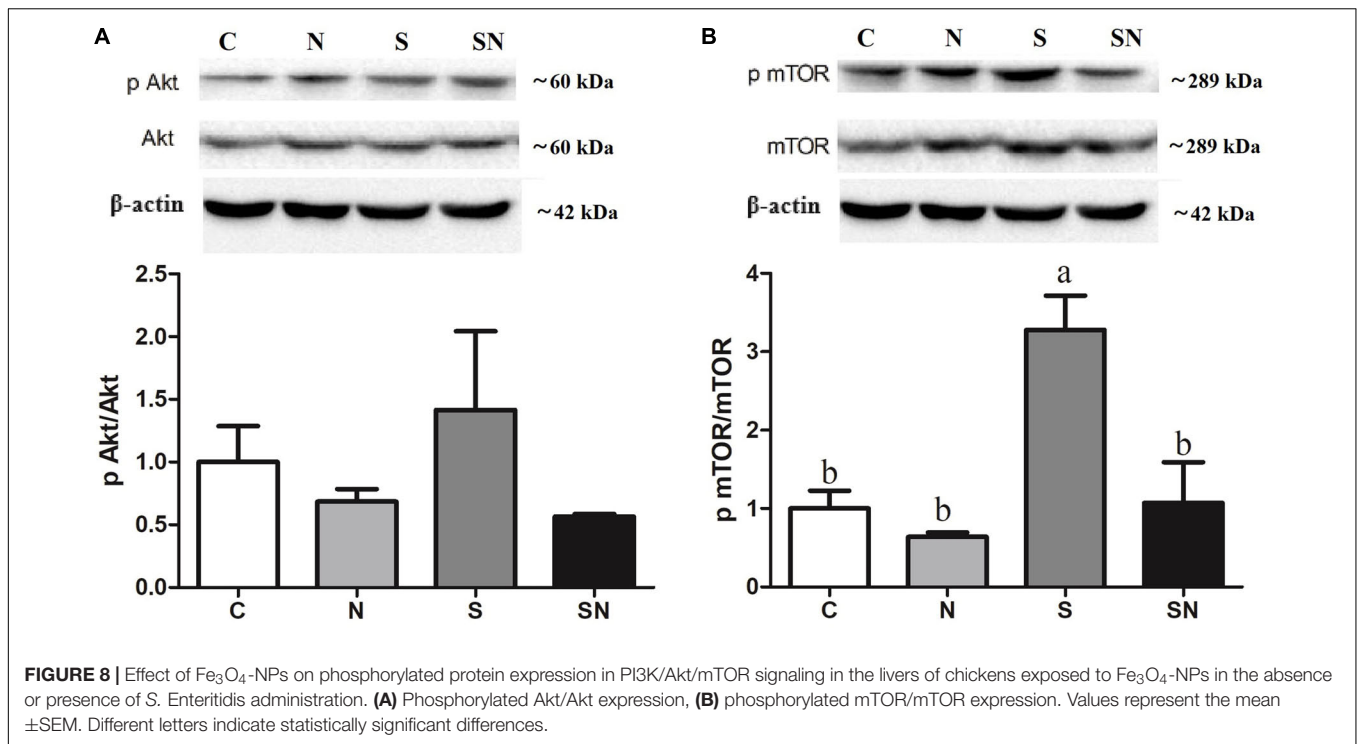 A
C N S SN
p Akt ~60 kDa
Akt ~60 kDa
β-actin ~42 kDa
2.5
2.0
1.5
1.0
0.5
0.0
p Akt/Akt
C N S SN
B
C N S SN
p mTOR ~289 kDa
mTOR ~289 kDa
β-actin ~42 kDa
4
3
2
1
0
p mTOR/mTOR
b b a b
C N S SN
FIGURE 8 | Effect of Fe₃O₄-NPs on phosphorylated protein expression in PI3K/Akt/mTOR signaling in the livers of chickens exposed to Fe₃O₄-NPs in the absence
or presence of S. Enteritidis administration. (A) Phosphorylated Akt/Akt expression, (B) phosphorylated mTOR/mTOR expression. Values represent the mean
±SEM. Different letters indicate statistically significant differences.